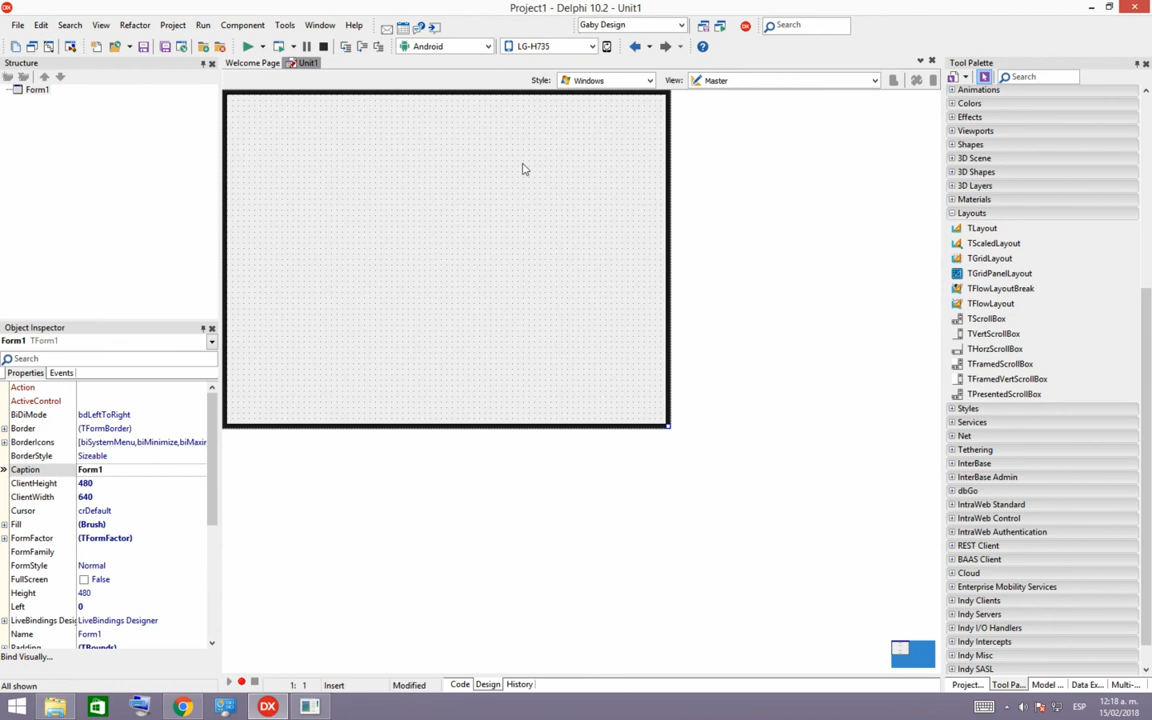 Project1 - Delphi 10.2 - Unit1
File Edit Search View Refactor Project Run Component Tools Window Help
Gaby Design
Search
Android
LG-H735
Structure
Welcome Page
Unit1
Style:
Windows
View:
Master
Form1
Tool Palette
Search
Animations
Colors
Effects
Viewports
Shapes
3D Scene
3D Shapes
3D Layers
Materials
Layouts
TLayout
TScaledLayout
TGridLayout
TGridPanelLayout
TFlowLayoutBreak
TFlowLayout
TScrollBox
TVertScrollBox
THorzScrollBox
TFramedScrollBox
TFramedVertScrollBox
TPresentedScrollBox
Styles
Services
Net
Tethering
InterBase
InterBase Admin
dbGo
IntraWeb Standard
IntraWeb Control
IntraWeb Authentication
REST Client
BAAS Client
Cloud
Enterprise Mobility Services
Indy Clients
Indy Servers
Indy I/O Handlers
Indy Intercepts
Indy Misc
Indy SASL
Object Inspector
Form1 TForm1
Search
Properties Events
Action
ActiveControl
BiDiMode bdLeftToRight
Border (TFormBorder)
BorderIcons [biSystemMenu,biMinimize,biMaxin
BorderStyle Sizeable
Caption Form1
ClientHeight 480
ClientWidth 640
Cursor crDefault
Fill (Brush)
FormFactor (TFormFactor)
FormFamily
FormStyle Normal
FullScreen False
Height 480
Left 0
LiveBindings Desig LiveBindings Designer
Name Form1
Padding (TBounds)
Bind Visually...
All shown
1: 1 Insert Modified
Code Design History
Project... Tool Pa... Model ... Data Ex... Multi-...
ESP
12:18 a. m.
15/02/2018